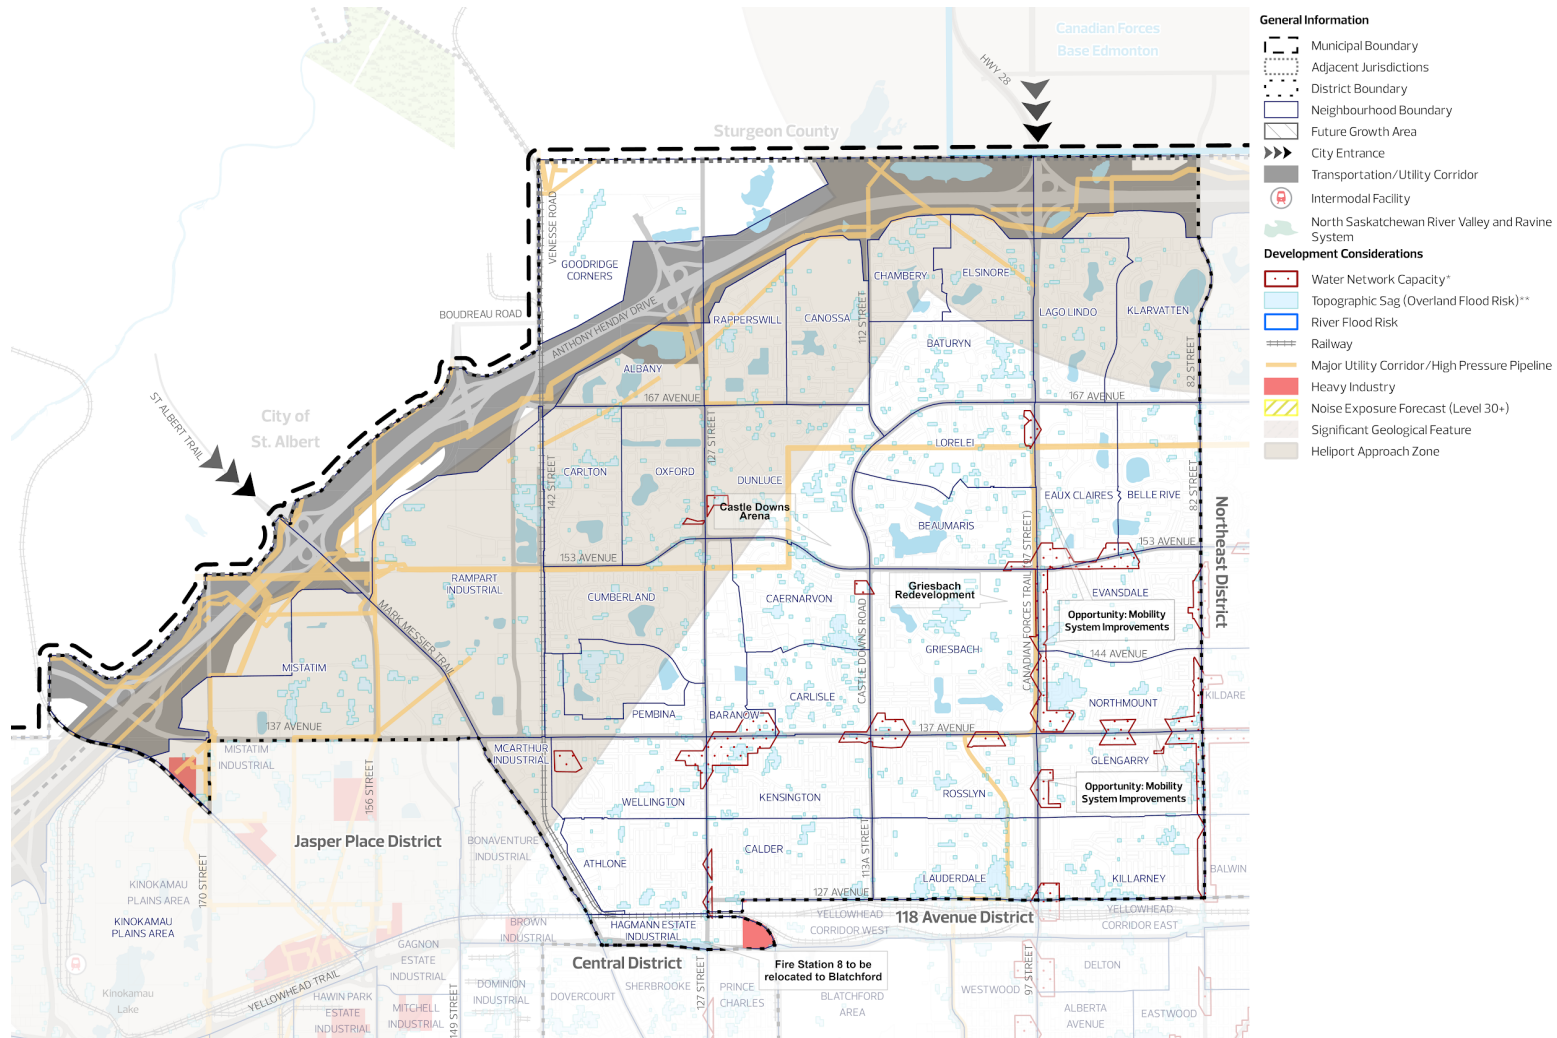 Canadian Forces
Base Edmonton
HWY 28
Sturgeon County
VENESSE ROAD
GOODRIDGE
CORNERS
CHAMBERY
ELSINORE
BOUDREAU ROAD
ANTHONY HENDAY DRIVE
RAPPERSWILL
CANOSSA
112 STREET
LAGO LINDO
KLARVATTEN
BATURYN
82 STREET
ALBANY
167 AVENUE
167 AVENUE
ST ALBERT TRAIL
City of
St. Albert
127 STREET
LORELEI
142 STREET
CARLTON
OXFORD
DUNLUCE
82 STREET
EAUX CLAIRES
BELLE RIVE
Castle Downs
Arena
BEAUMARIS
Northeast District
153 AVENUE
153 AVENUE
RAMPART
INDUSTRIAL
CUMBERLAND
CAERNARVON
Griesbach
Redevelopment
CANADIAN FORCES TRAIL (97 STREET)
EVANSDALE
Opportunity: Mobility
System Improvements
MARK MESSIER TRAIL
CASTLE DOWNS ROAD
GRIESBACH
144 AVENUE
MISTATIM
CARLISLE
NORTHMOUNT
KILDARE
PEMBINA
BARANOW
137 AVENUE
137 AVENUE
MISTATIM
INDUSTRIAL
MCARTHUR
INDUSTRIAL
GLENGARRY
156 STREET
WELLINGTON
KENSINGTON
ROSSLYN
Opportunity: Mobility
System Improvements
Jasper Place District
BONAVENTURE
INDUSTRIAL
113A STREET
ATHLONE
CALDER
170 STREET
LAUDERDALE
KILLARNEY
BALWIN
KINOKAMAU
PLAINS AREA
127 AVENUE
KINOKAMAU
PLAINS AREA
BROWN
INDUSTRIAL
HAGMANN ESTATE
INDUSTRIAL
YELLOWHEAD
CORRIDOR WEST
118 Avenue District
YELLOWHEAD
CORRIDOR EAST
GAGNON
ESTATE
INDUSTRIAL
Central District
Fire Station 8 to be
relocated to Blatchford
DELTON
YELLOWHEAD TRAIL
Kinokamau
Lake
HAWIN PARK
ESTATE
INDUSTRIAL
MITCHELL
INDUSTRIAL
149 STREET
DOMINION
INDUSTRIAL
DOVERCOURT
SHERBROOKE
127 STREET
PRINCE
CHARLES
BLATCHFORD
AREA
WESTWOOD
97 STREET
ALBERTA
AVENUE
EASTWOOD
General Information
Municipal Boundary
Adjacent Jurisdictions
District Boundary
Neighbourhood Boundary
Future Growth Area
City Entrance
Transportation/Utility Corridor
Intermodal Facility
North Saskatchewan River Valley and Ravine
System
Development Considerations
Water Network Capacity*
Topographic Sag (Overland Flood Risk)**
River Flood Risk
Railway
Major Utility Corridor/High Pressure Pipeline
Heavy Industry
Noise Exposure Forecast (Level 30+)
Significant Geological Feature
Heliport Approach Zone